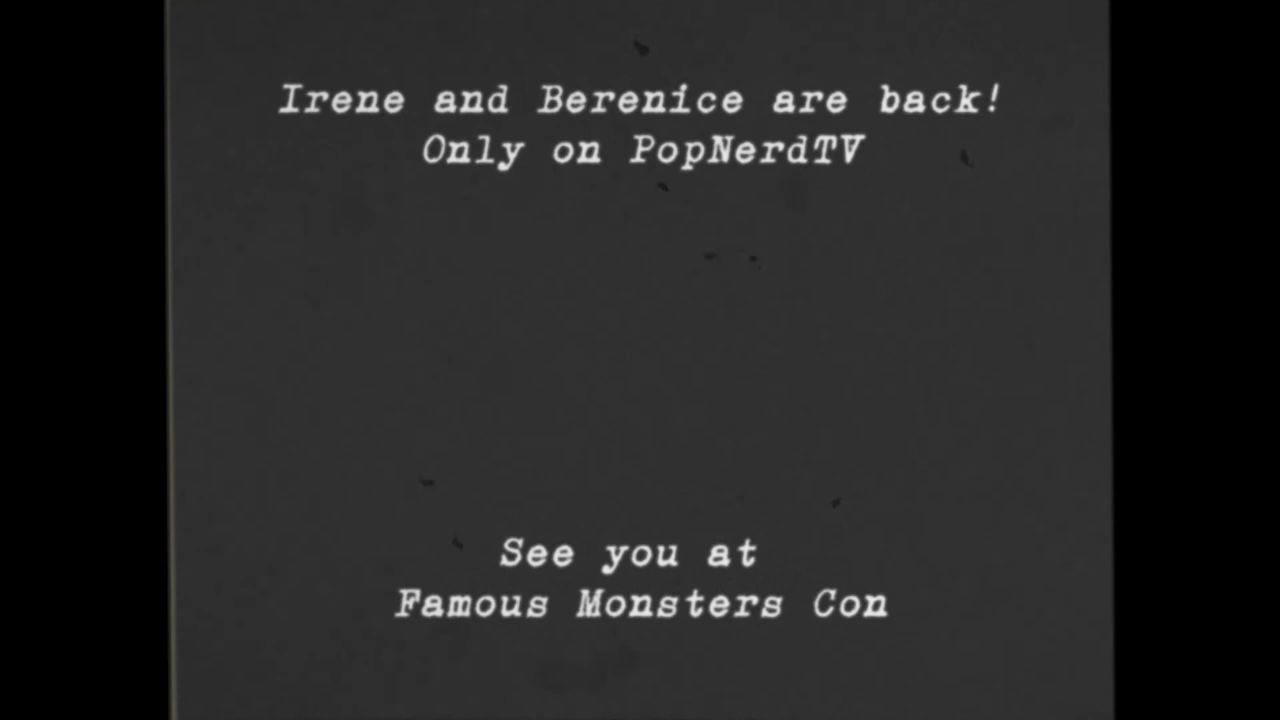 Irene and Berenice are back!
Only on PopNerdTV
See you at
Famous Monsters Con